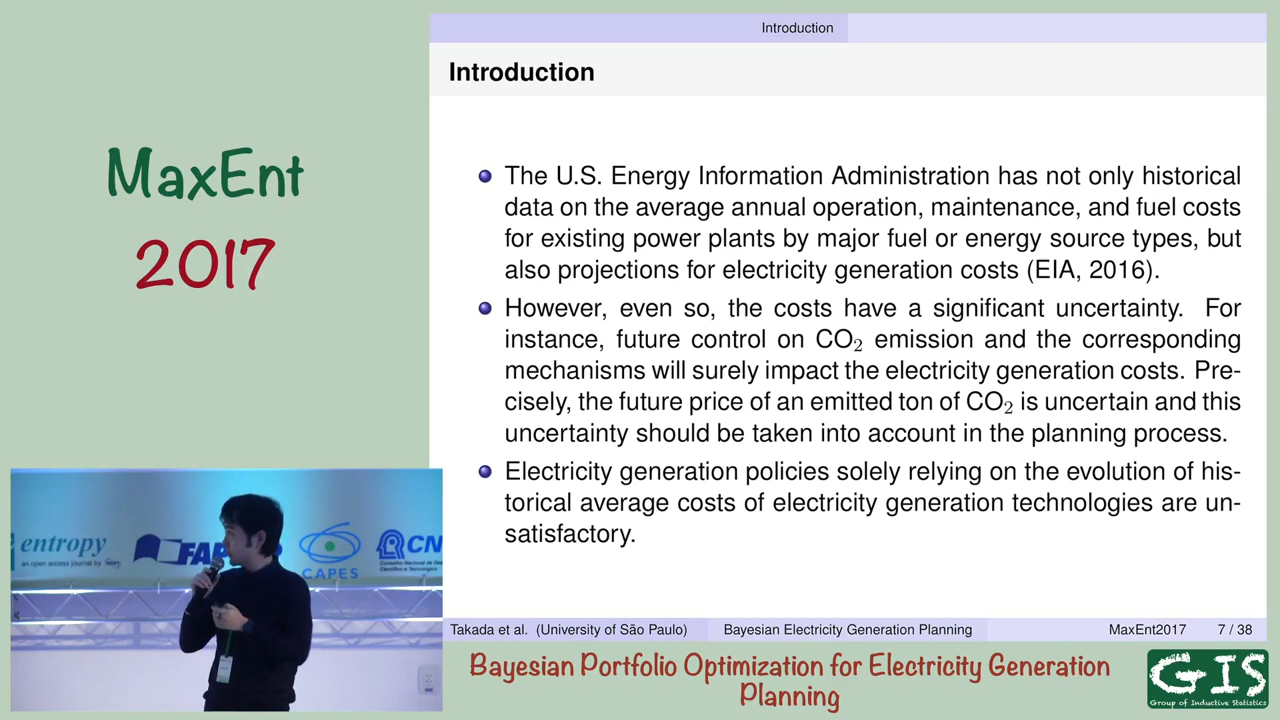 Introduction
Introduction
MaxEnt
2017
The U.S. Energy Information Administration has not only historical
data on the average annual operation, maintenance, and fuel costs
for existing power plants by major fuel or energy source types, but
also projections for electricity generation costs (EIA, 2016).
However, even so, the costs have a significant uncertainty. For
instance, future control on CO₂ emission and the corresponding
mechanisms will surely impact the electricity generation costs. Pre-
cisely, the future price of an emitted ton of CO₂ is uncertain and this
uncertainty should be taken into account in the planning process.
Electricity generation policies solely relying on the evolution of his-
torical average costs of electricity generation technologies are un-
satisfactory.
entropy
an open access journal by
CAPES
CN
Takada et al. (University of São Paulo) Bayesian Electricity Generation Planning MaxEnt2017 7 / 38
Bayesian Portfolio Optimization for Electricity Generation
Planning
GIS
Group of Inductive Statistics